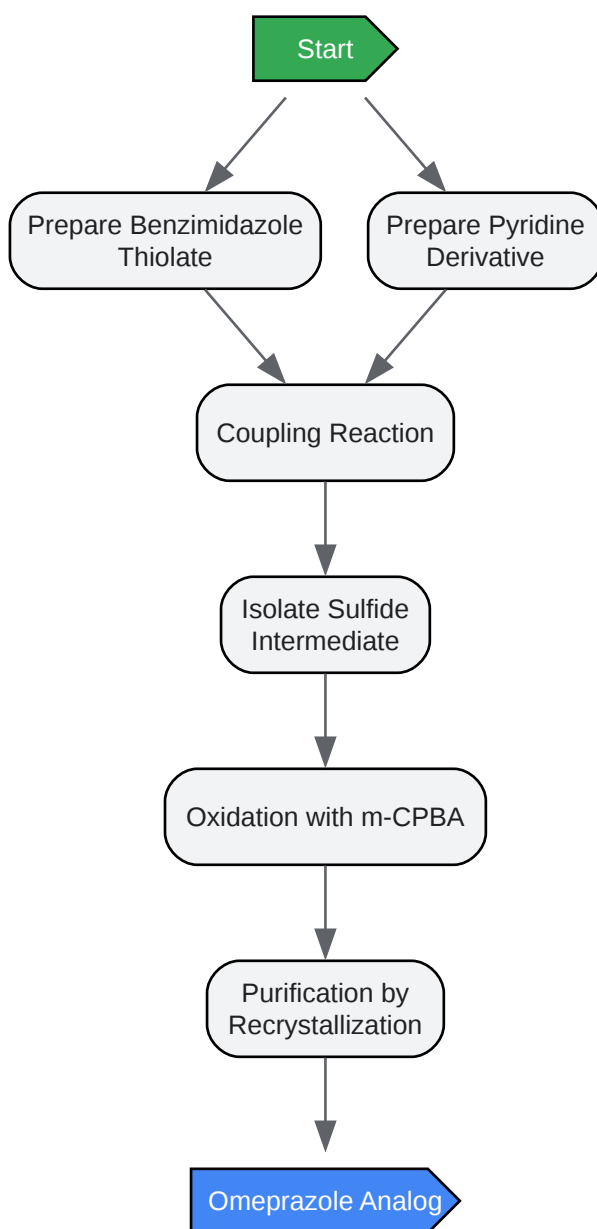 Start
Prepare Benzimidazole
Thiolate
Prepare Pyridine
Derivative
Coupling Reaction
Isolate Sulfide
Intermediate
Oxidation with m-CPBA
Purification by
Recrystallization
Omeprazole Analog